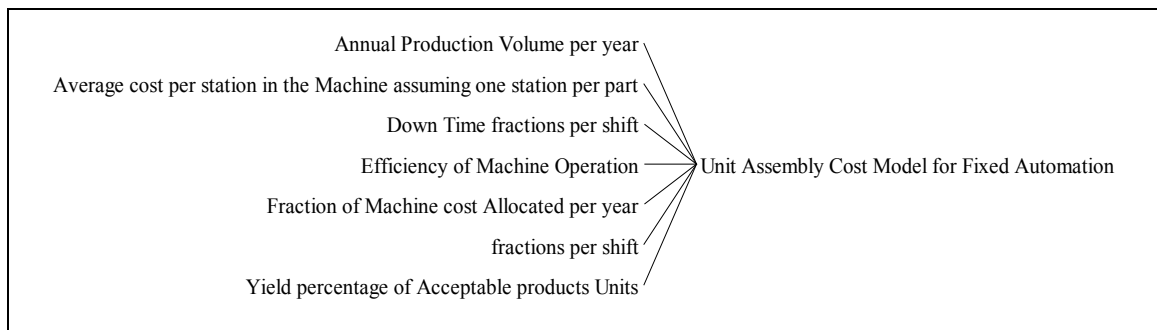 Annual Production Volume per year
Average cost per station in the Machine assuming one station per part
Down Time fractions per shift
Efficiency of Machine Operation
Unit Assembly Cost Model for Fixed Automation
Fraction of Machine cost Allocated per year
fractions per shift
Yield percentage of Acceptable products Units